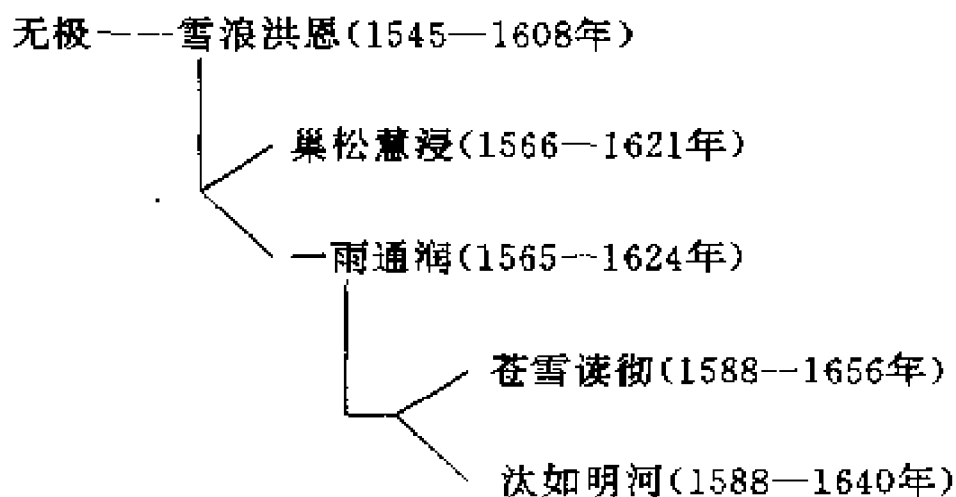 无极----雪浪洪恩(1545—1608年)
巢松慧浸(1566—1621年)
一雨通润(1565—1624年)
苍雪读彻(1588--1656年)
汰如明河(1588—1640年)